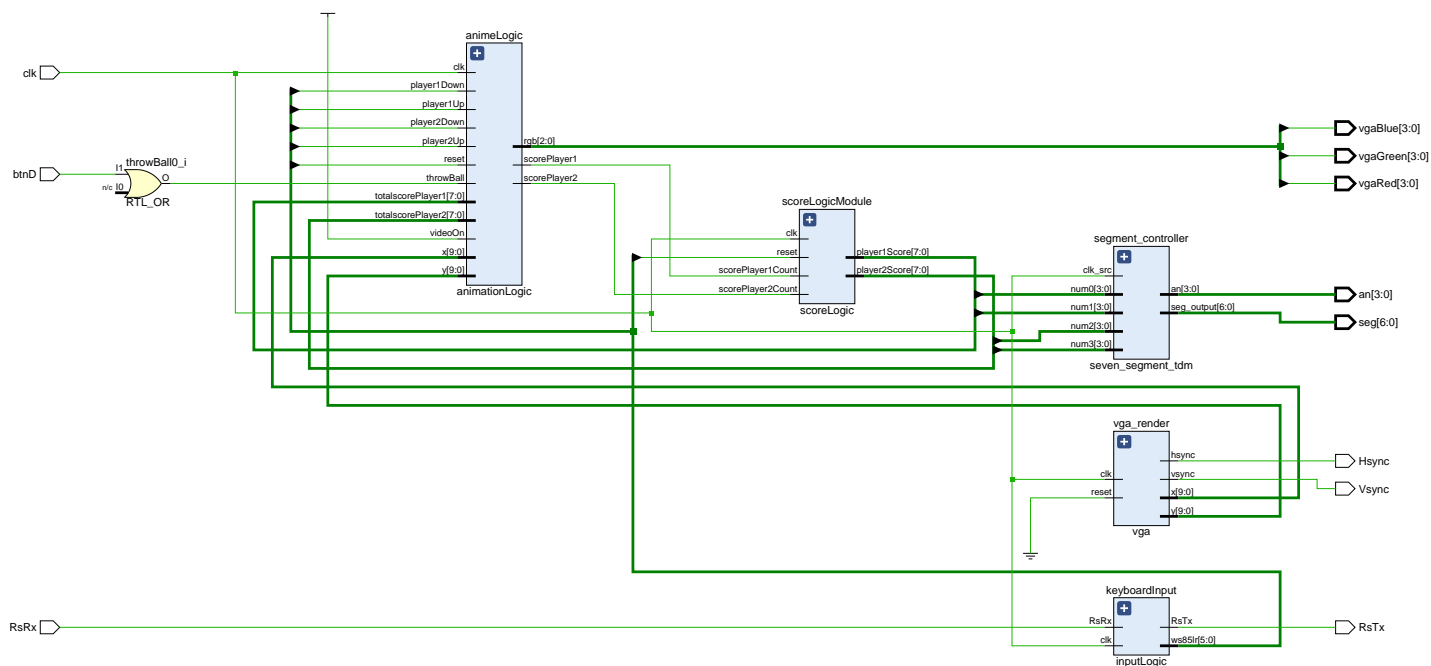 animeLogic
clk
player1Down
player1Up
player2Down
player2Up
reset
throwBall
totalscorePlayer1[7:0]
totalscorePlayer2[7:0]
videoOn
x[9:0]
y[9:0]
rgb[2:0]
scorePlayer1
scorePlayer2
animationLogic
clk
btnD
throwBall0_i
I1
n/c I0
O
RTL_OR
scoreLogicModule
clk
reset
scorePlayer1Count
scorePlayer2Count
player1Score[7:0]
player2Score[7:0]
scoreLogic
segment_controller
clk_src
num0[3:0]
num1[3:0]
num2[3:0]
num3[3:0]
an[3:0]
seg_output[6:0]
seven_segment_tdm
vgaBlue[3:0]
vgaGreen[3:0]
vgaRed[3:0]
an[3:0]
seg[6:0]
vga_render
clk
reset
hsync
vsync
x[9:0]
y[9:0]
vga
Hsync
Vsync
RsRx
keyboardInput
RsRx
clk
RsTx
ws85lr[5:0]
inputLogic
RsTx